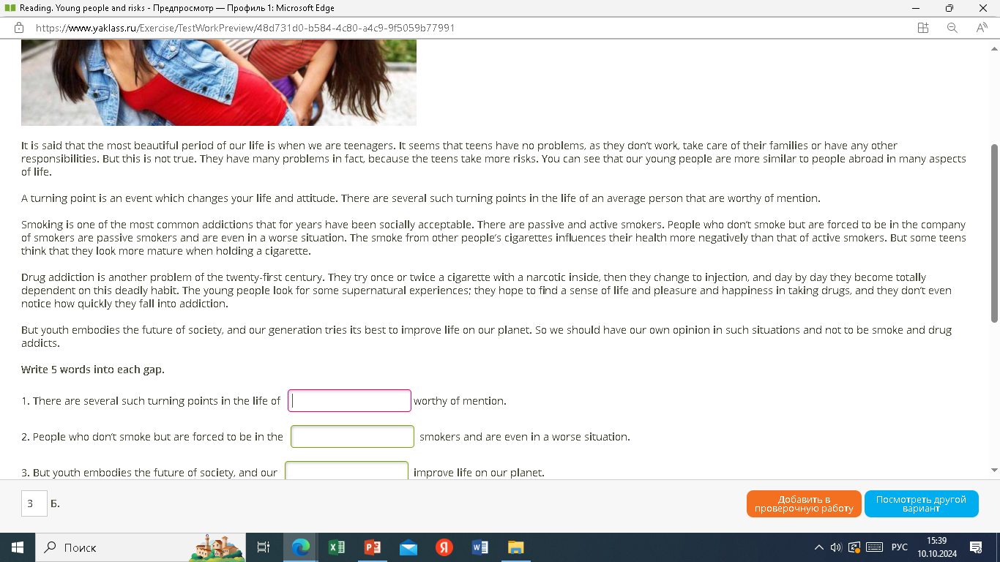 Reading. Young people and risks - Предпросмотр — Профиль 1: Microsoft Edge
https://www.yaklass.ru/Exercise/TestWorkPreview/48d731d0-b584-4c80-a4c9-9f5059b77991
It is said that the most beautiful period of our life is when we are teenagers. It seems that teens have no problems, as they don’t work, take care of their families or have any other
responsibilities. But this is not true. They have many problems in fact, because the teens take more risks. You can see that our young people are more similar to people abroad in many aspects
of life.
A turning point is an event which changes your life and attitude. There are several such turning points in the life of an average person that are worthy of mention.
Smoking is one of the most common addictions that for years have been socially acceptable. There are passive and active smokers. People who don’t smoke but are forced to be in the company
of smokers are passive smokers and are even in a worse situation. The smoke from other people’s cigarettes influences their health more negatively than that of active smokers. But some teens
think that they look more mature when holding a cigarette.
Drug addiction is another problem of the twenty-first century. They try once or twice a cigarette with a narcotic inside, then they change to injection, and day by day they become totally
dependent on this deadly habit. The young people look for some supernatural experiences; they hope to find a sense of life and pleasure and happiness in taking drugs, and they don’t even
notice how quickly they fall into addiction.
But youth embodies the future of society, and our generation tries its best to improve life on our planet. So we should have our own opinion in such situations and not to be smoke and drug
addicts.
Write 5 words into each gap.
1. There are several such turning points in the life of worthy of mention.
2. People who don’t smoke but are forced to be in the smokers and are even in a worse situation.
3. But youth embodies the future of society, and our improve life on our planet.
3 Б.
Добавить в
проверочную работу
Посмотреть другой
вариант
Поиск
РУС
15:39
10.10.2024